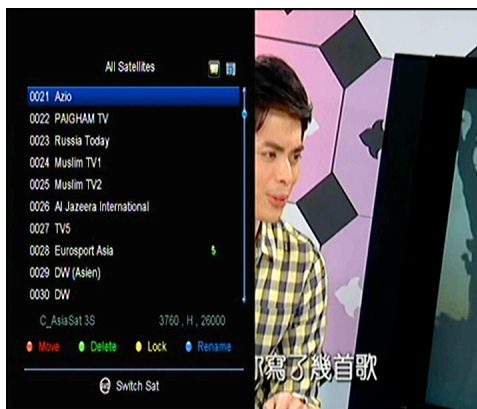 All Satellites
0021 Azio
0022 PAIGHAM TV
0023 Russia Today
0024 Muslim TV1
0025 Muslim TV2
0026 Al Jazeera International
0027 TV5
0028 Eurosport Asia 5
0029 DW (Asien)
0030 DW
C_AsiaSat 3S 3760 , H , 26000
Move Delete Lock Rename
Switch Sat
寫了幾首歌